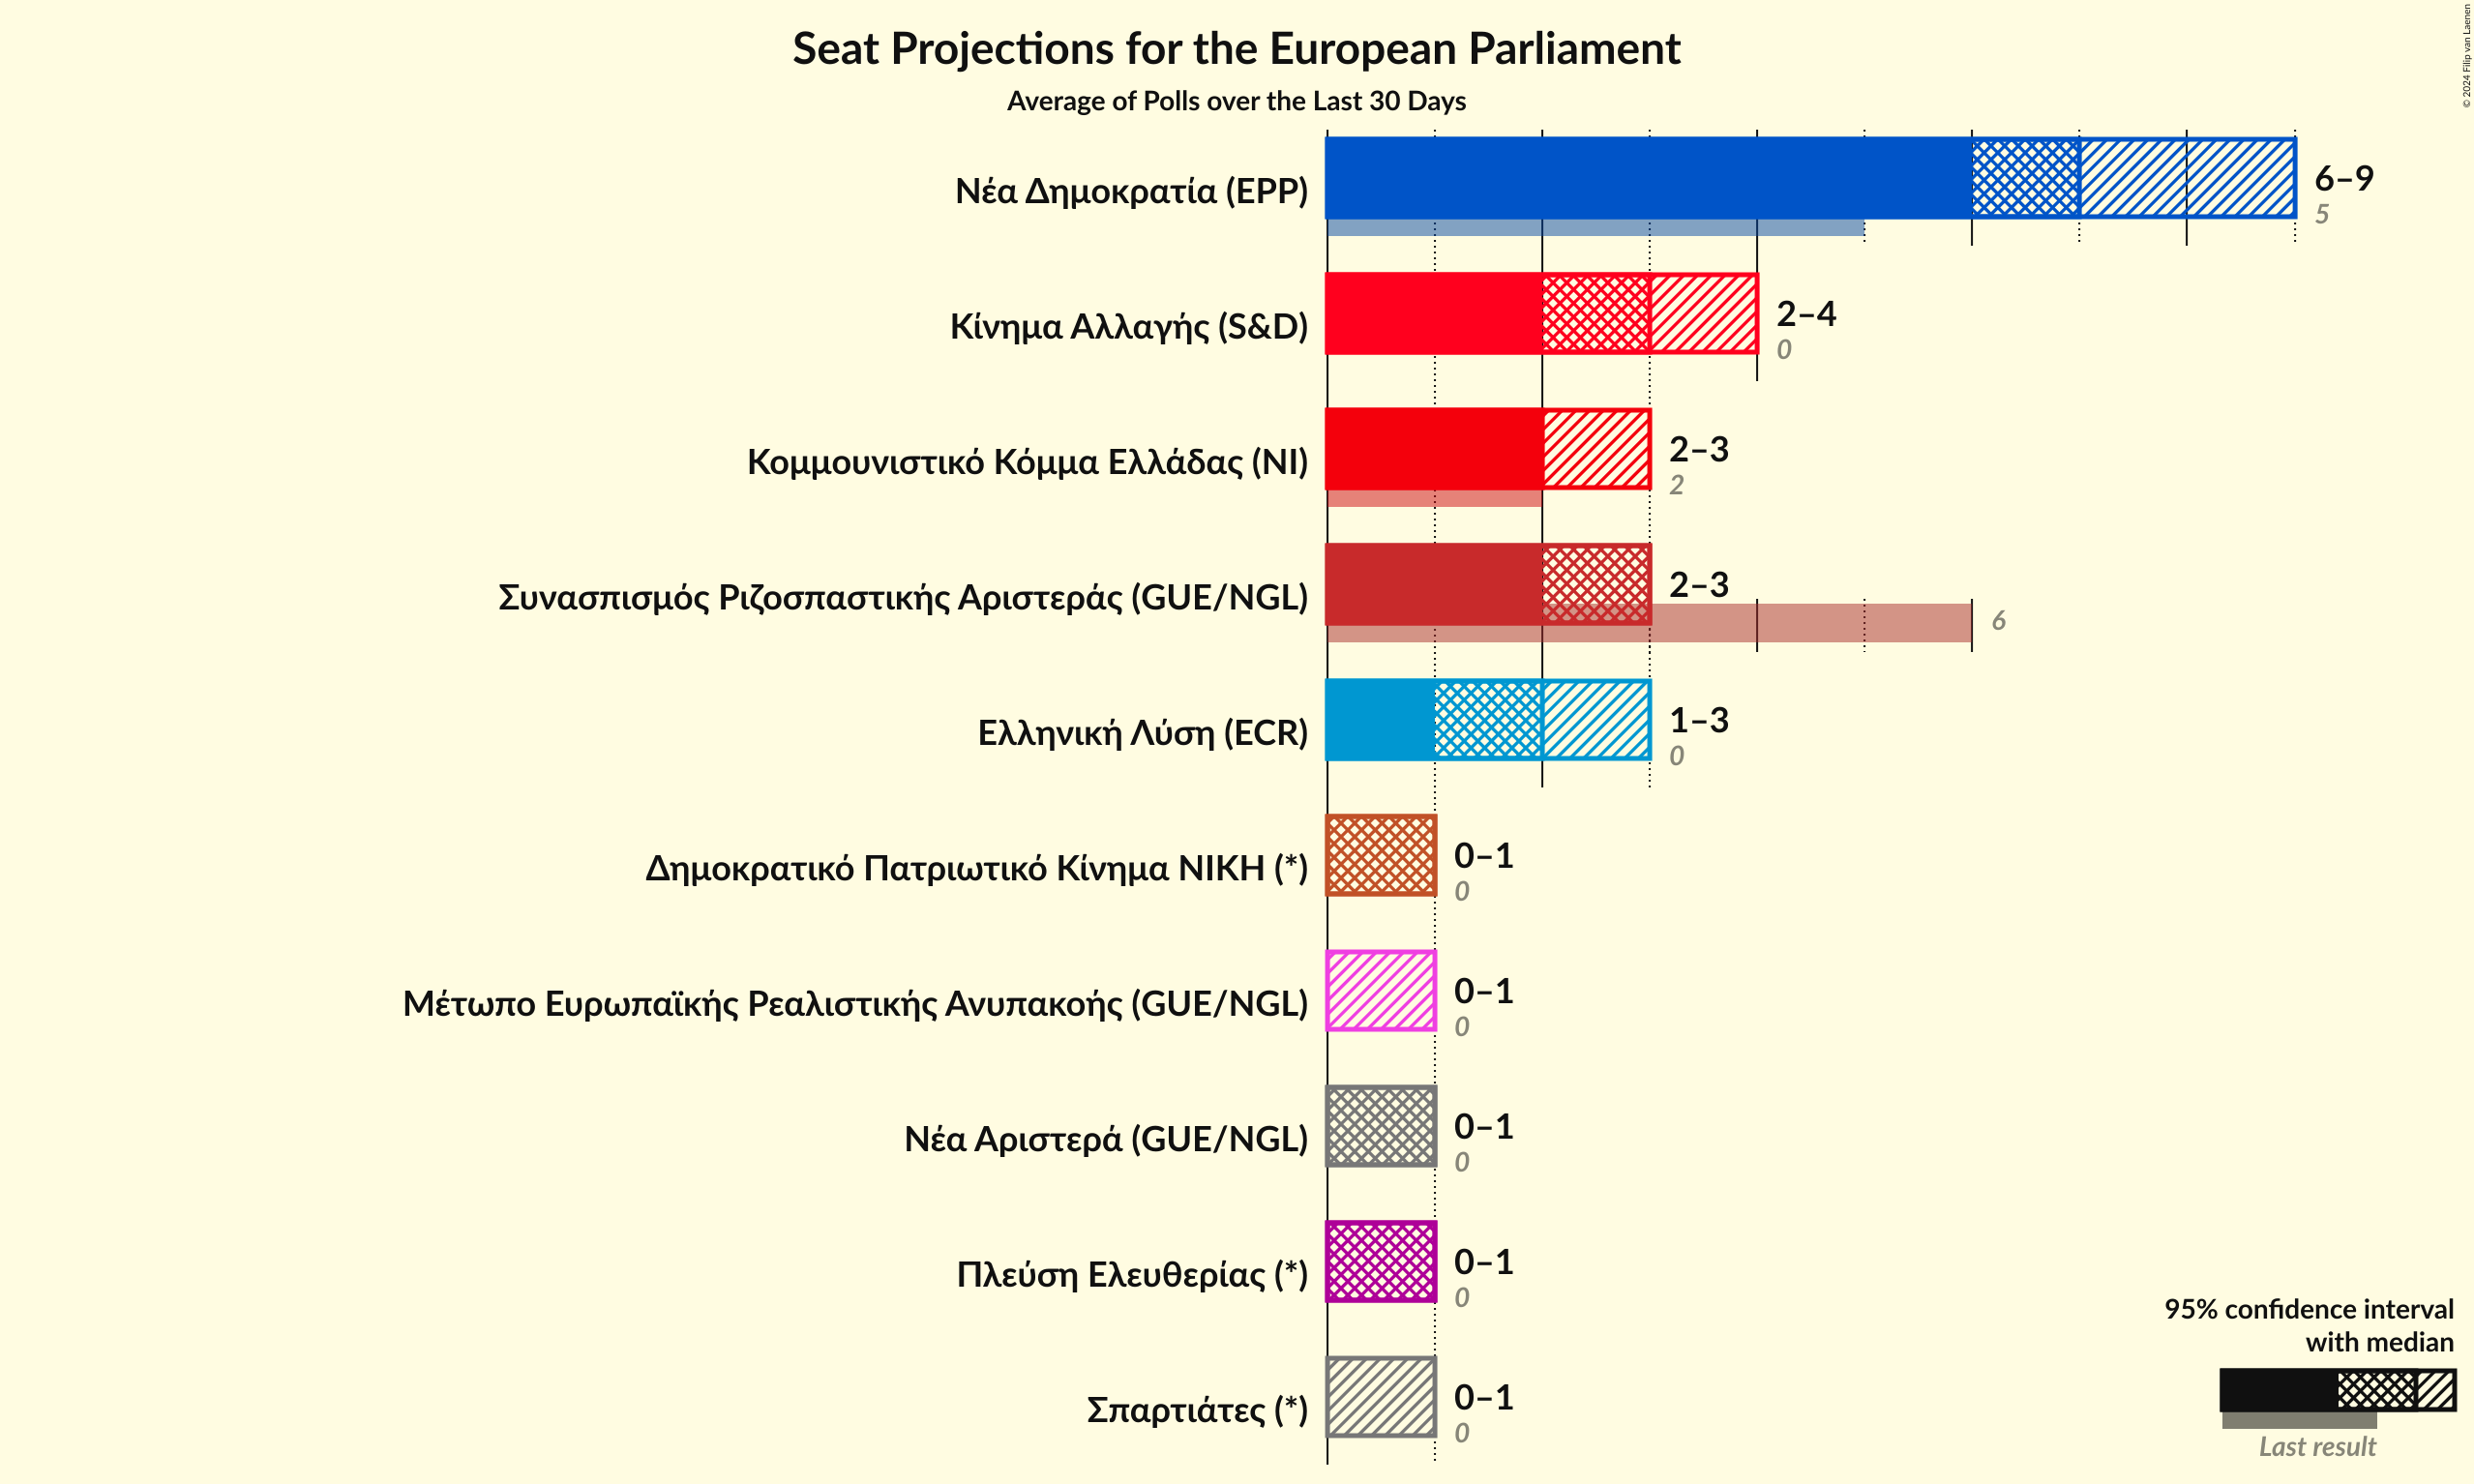 Seat Projections for the European Parliament
Average of Polls over the Last 30 Days
© 2024 Filip van Laenen
Νέα Δημοκρατία (EPP)
6–9
5
Κίνημα Αλλαγής (S&D)
2–4
0
Κομμουνιστικό Κόμμα Ελλάδας (NI)
2–3
2
Συνασπισμός Ριζοσπαστικής Αριστεράς (GUE/NGL)
2–3
6
Ελληνική Λύση (ECR)
1–3
0
Δημοκρατικό Πατριωτικό Κίνημα ΝΙΚΗ (*)
0–1
0
Μέτωπο Ευρωπαϊκής Ρεαλιστικής Ανυπακοής (GUE/NGL)
0–1
0
Νέα Αριστερά (GUE/NGL)
0–1
0
Πλεύση Ελευθερίας (*)
0–1
0
Σπαρτιάτες (*)
0–1
0
95% confidence interval
with median
Last result